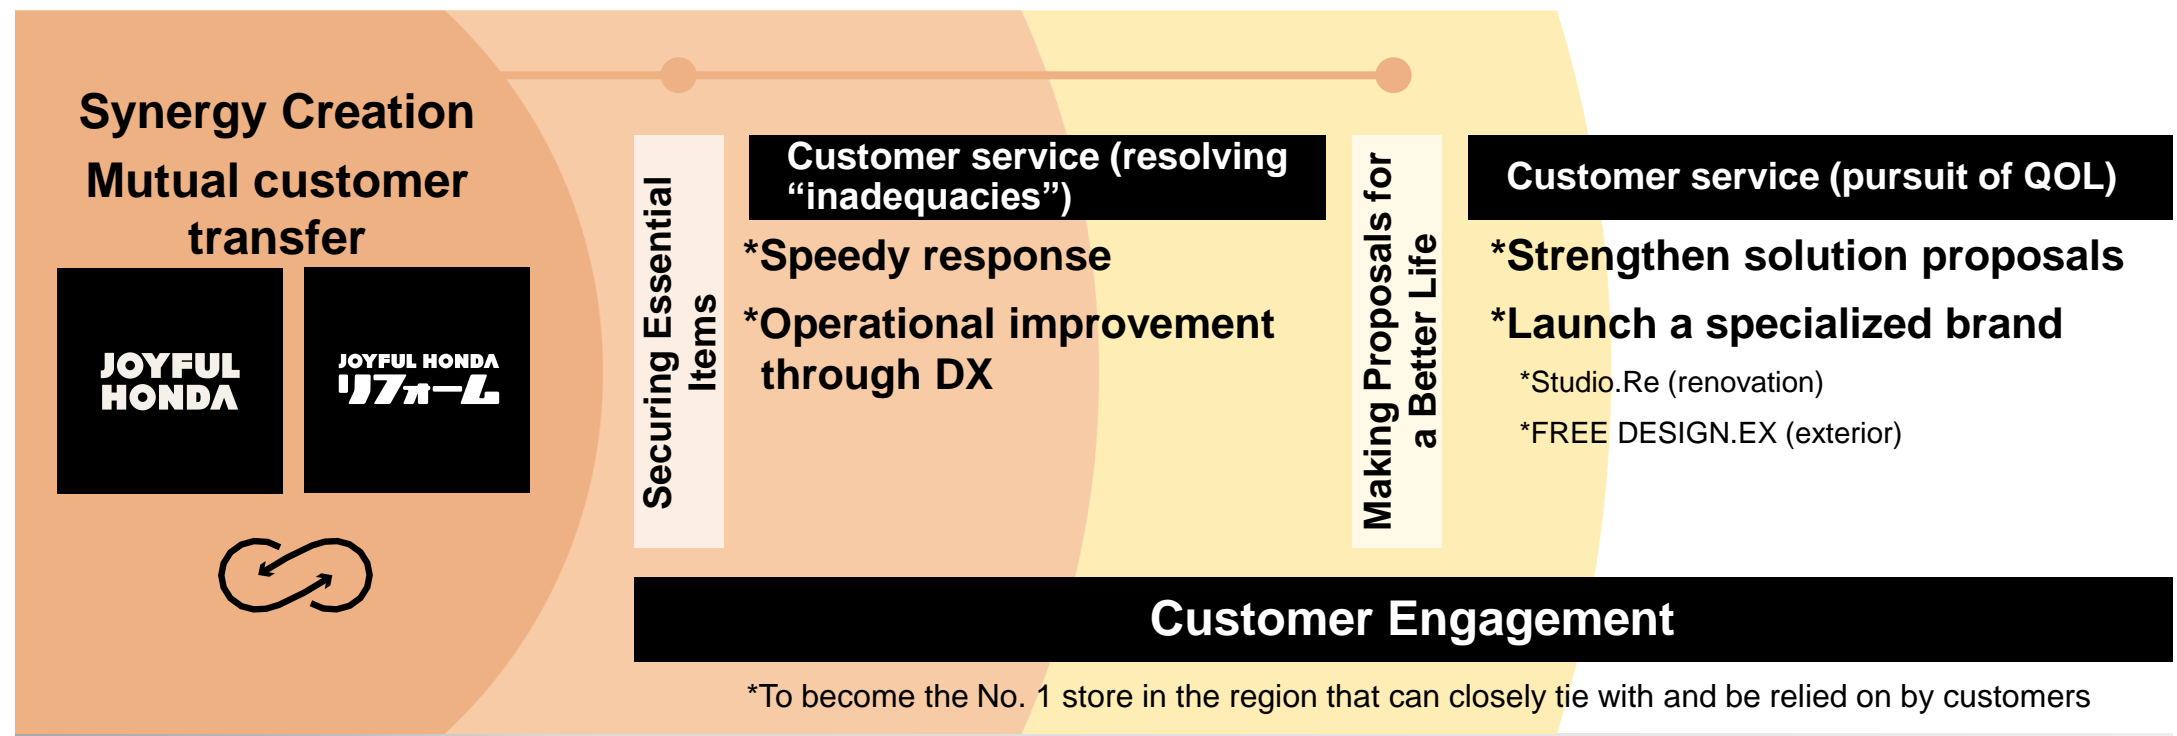 Synergy Creation
Mutual customer
transfer
JOYFUL
HONDA
JOYFUL HONDA
リフォーム
Securing Essential
Items
Customer service (resolving
“inadequacies”)
*Speedy response
*Operational improvement
through DX
Making Proposals for
a Better Life
Customer service (pursuit of QOL)
*Strengthen solution proposals
*Launch a specialized brand
*Studio.Re (renovation)
*FREE DESIGN.EX (exterior)
Customer Engagement
*To become the No. 1 store in the region that can closely tie with and be relied on by customers